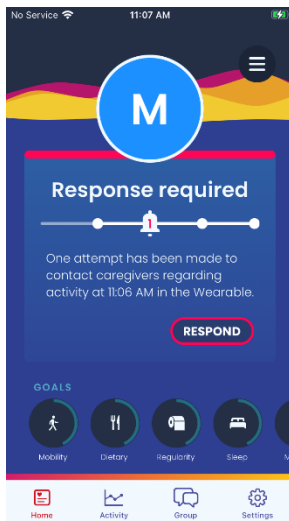 No Service 11:07 AM
M
Response required
1
One attempt has been made to
contact caregivers regarding
activity at 11:06 AM in the Wearable.
RESPOND
GOALS
Mobility Dietary Regularity Sleep M
Home Activity Group Settings